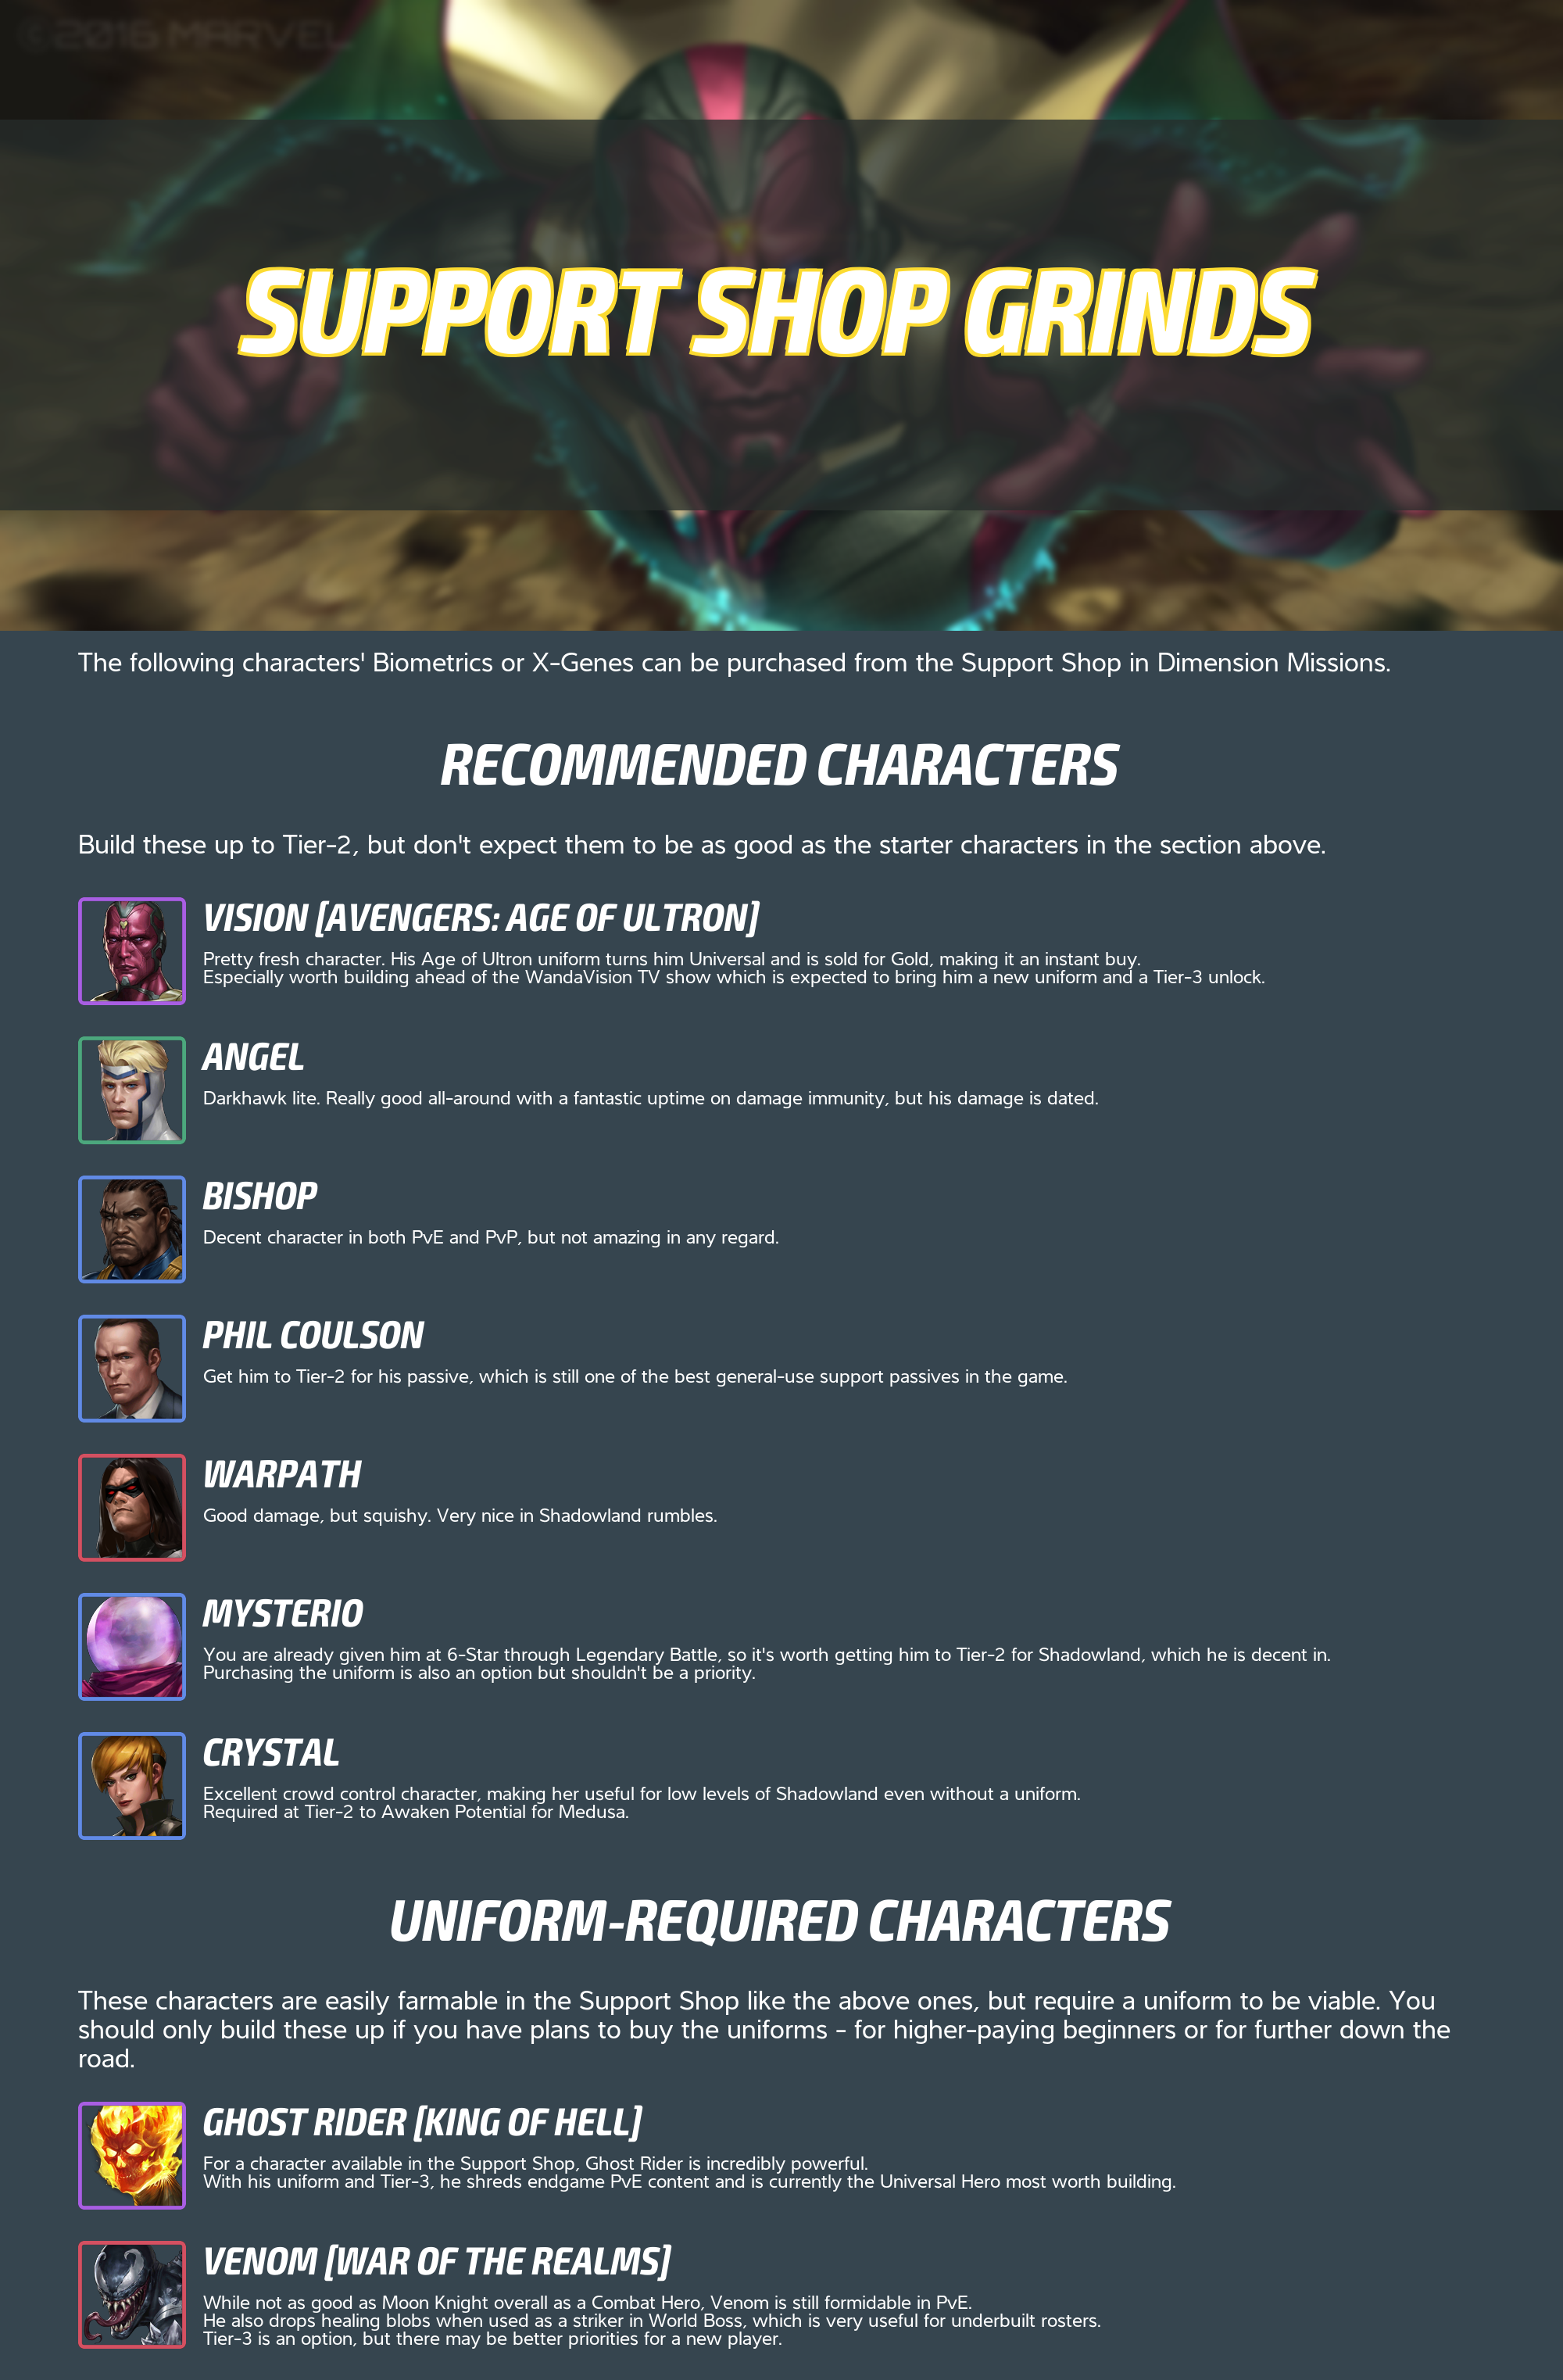 ©2016 MARVEL
SUPPORT SHOP GRINDS
The following characters' Biometrics or X-Genes can be purchased from the Support Shop in Dimension Missions.
RECOMMENDED CHARACTERS
Build these up to Tier-2, but don't expect them to be as good as the starter characters in the section above.
VISION [AVENGERS: AGE OF ULTRON]
Pretty fresh character. His Age of Ultron uniform turns him Universal and is sold for Gold, making it an instant buy.
Especially worth building ahead of the WandaVision TV show which is expected to bring him a new uniform and a Tier-3 unlock.
ANGEL
Darkhawk lite. Really good all-around with a fantastic uptime on damage immunity, but his damage is dated.
BISHOP
Decent character in both PvE and PvP, but not amazing in any regard.
PHIL COULSON
Get him to Tier-2 for his passive, which is still one of the best general-use support passives in the game.
WARPATH
Good damage, but squishy. Very nice in Shadowland rumbles.
MYSTERIO
You are already given him at 6-Star through Legendary Battle, so it's worth getting him to Tier-2 for Shadowland, which he is decent in.
Purchasing the uniform is also an option but shouldn't be a priority.
CRYSTAL
Excellent crowd control character, making her useful for low levels of Shadowland even without a uniform.
Required at Tier-2 to Awaken Potential for Medusa.
UNIFORM-REQUIRED CHARACTERS
These characters are easily farmable in the Support Shop like the above ones, but require a uniform to be viable. You
should only build these up if you have plans to buy the uniforms - for higher-paying beginners or for further down the
road.
GHOST RIDER [KING OF HELL]
For a character available in the Support Shop, Ghost Rider is incredibly powerful.
With his uniform and Tier-3, he shreds endgame PvE content and is currently the Universal Hero most worth building.
VENOM [WAR OF THE REALMS]
While not as good as Moon Knight overall as a Combat Hero, Venom is still formidable in PvE.
He also drops healing blobs when used as a striker in World Boss, which is very useful for underbuilt rosters.
Tier-3 is an option, but there may be better priorities for a new player.